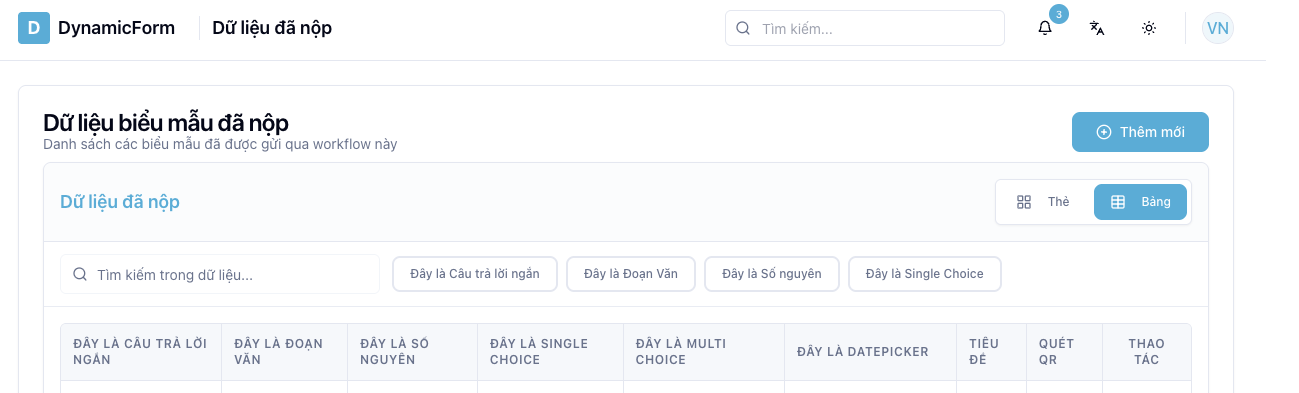 D DynamicForm Dữ liệu đã nộp Tìm kiếm... 3 VN
Dữ liệu biểu mẫu đã nộp
Danh sách các biểu mẫu đã được gửi qua workflow này
Thêm mới
Dữ liệu đã nộp Thẻ Bảng
Tìm kiếm trong dữ liệu... Đây là Câu trả lời ngắn Đây là Đoạn Văn Đây là Số nguyên Đây là Single Choice
ĐÂY LÀ CÂU TRẢ LỜI NGẮN
ĐÂY LÀ ĐOẠN VĂN
ĐÂY LÀ SỐ NGUYÊN
ĐÂY LÀ SINGLE CHOICE
ĐÂY LÀ MULTI CHOICE
ĐÂY LÀ DATEPICKER
TIÊU ĐỀ
QUÉT QR
THAO TÁC